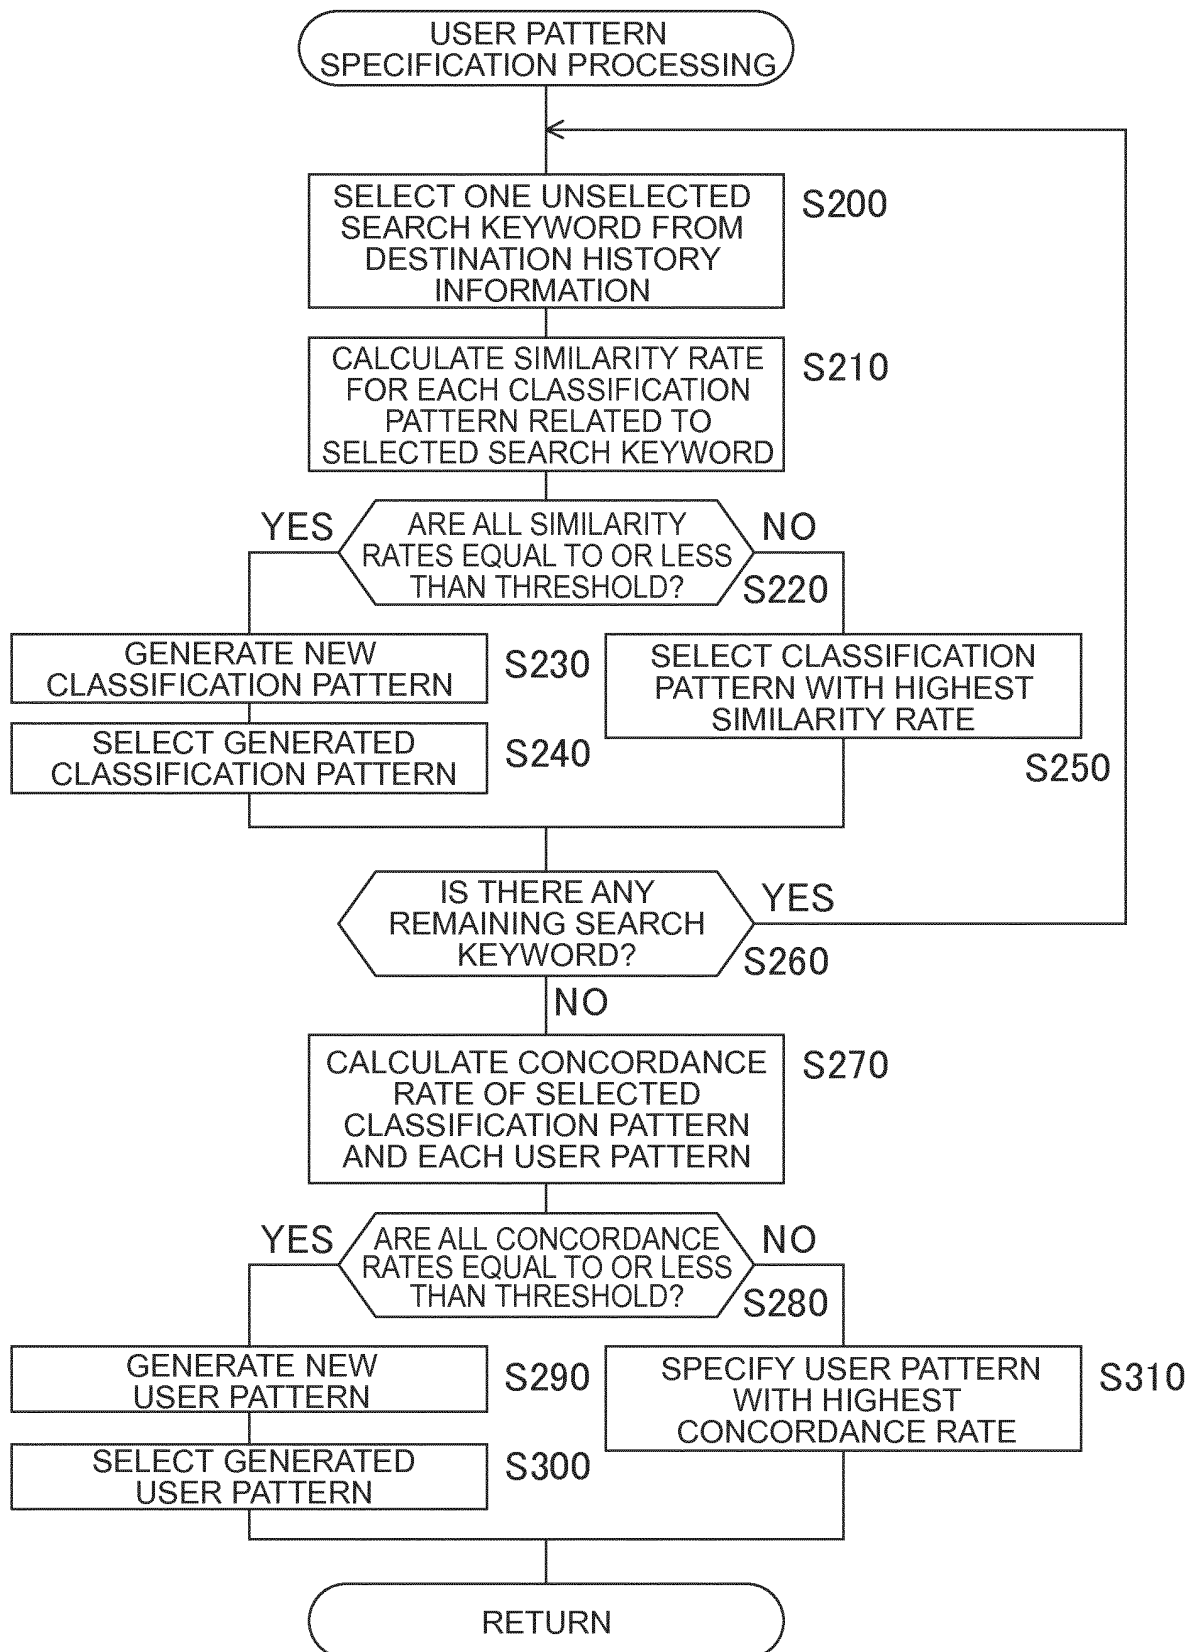 USER PATTERN
SPECIFICATION PROCESSING
SELECT ONE UNSELECTED
SEARCH KEYWORD FROM
DESTINATION HISTORY
INFORMATION
S200
CALCULATE SIMILARITY RATE
FOR EACH CLASSIFICATION
PATTERN RELATED TO
SELECTED SEARCH KEYWORD
S210
YES
ARE ALL SIMILARITY
RATES EQUAL TO OR LESS
THAN THRESHOLD?
NO
S220
GENERATE NEW
CLASSIFICATION PATTERN
S230
SELECT GENERATED
CLASSIFICATION PATTERN
S240
SELECT CLASSIFICATION
PATTERN WITH HIGHEST
SIMILARITY RATE
S250
IS THERE ANY
REMAINING SEARCH
KEYWORD?
YES
S260
NO
CALCULATE CONCORDANCE
RATE OF SELECTED
CLASSIFICATION PATTERN
AND EACH USER PATTERN
S270
YES
ARE ALL CONCORDANCE
RATES EQUAL TO OR LESS
THAN THRESHOLD?
NO
S280
GENERATE NEW
USER PATTERN
S290
SELECT GENERATED
USER PATTERN
S300
SPECIFY USER PATTERN
WITH HIGHEST
CONCORDANCE RATE
S310
RETURN